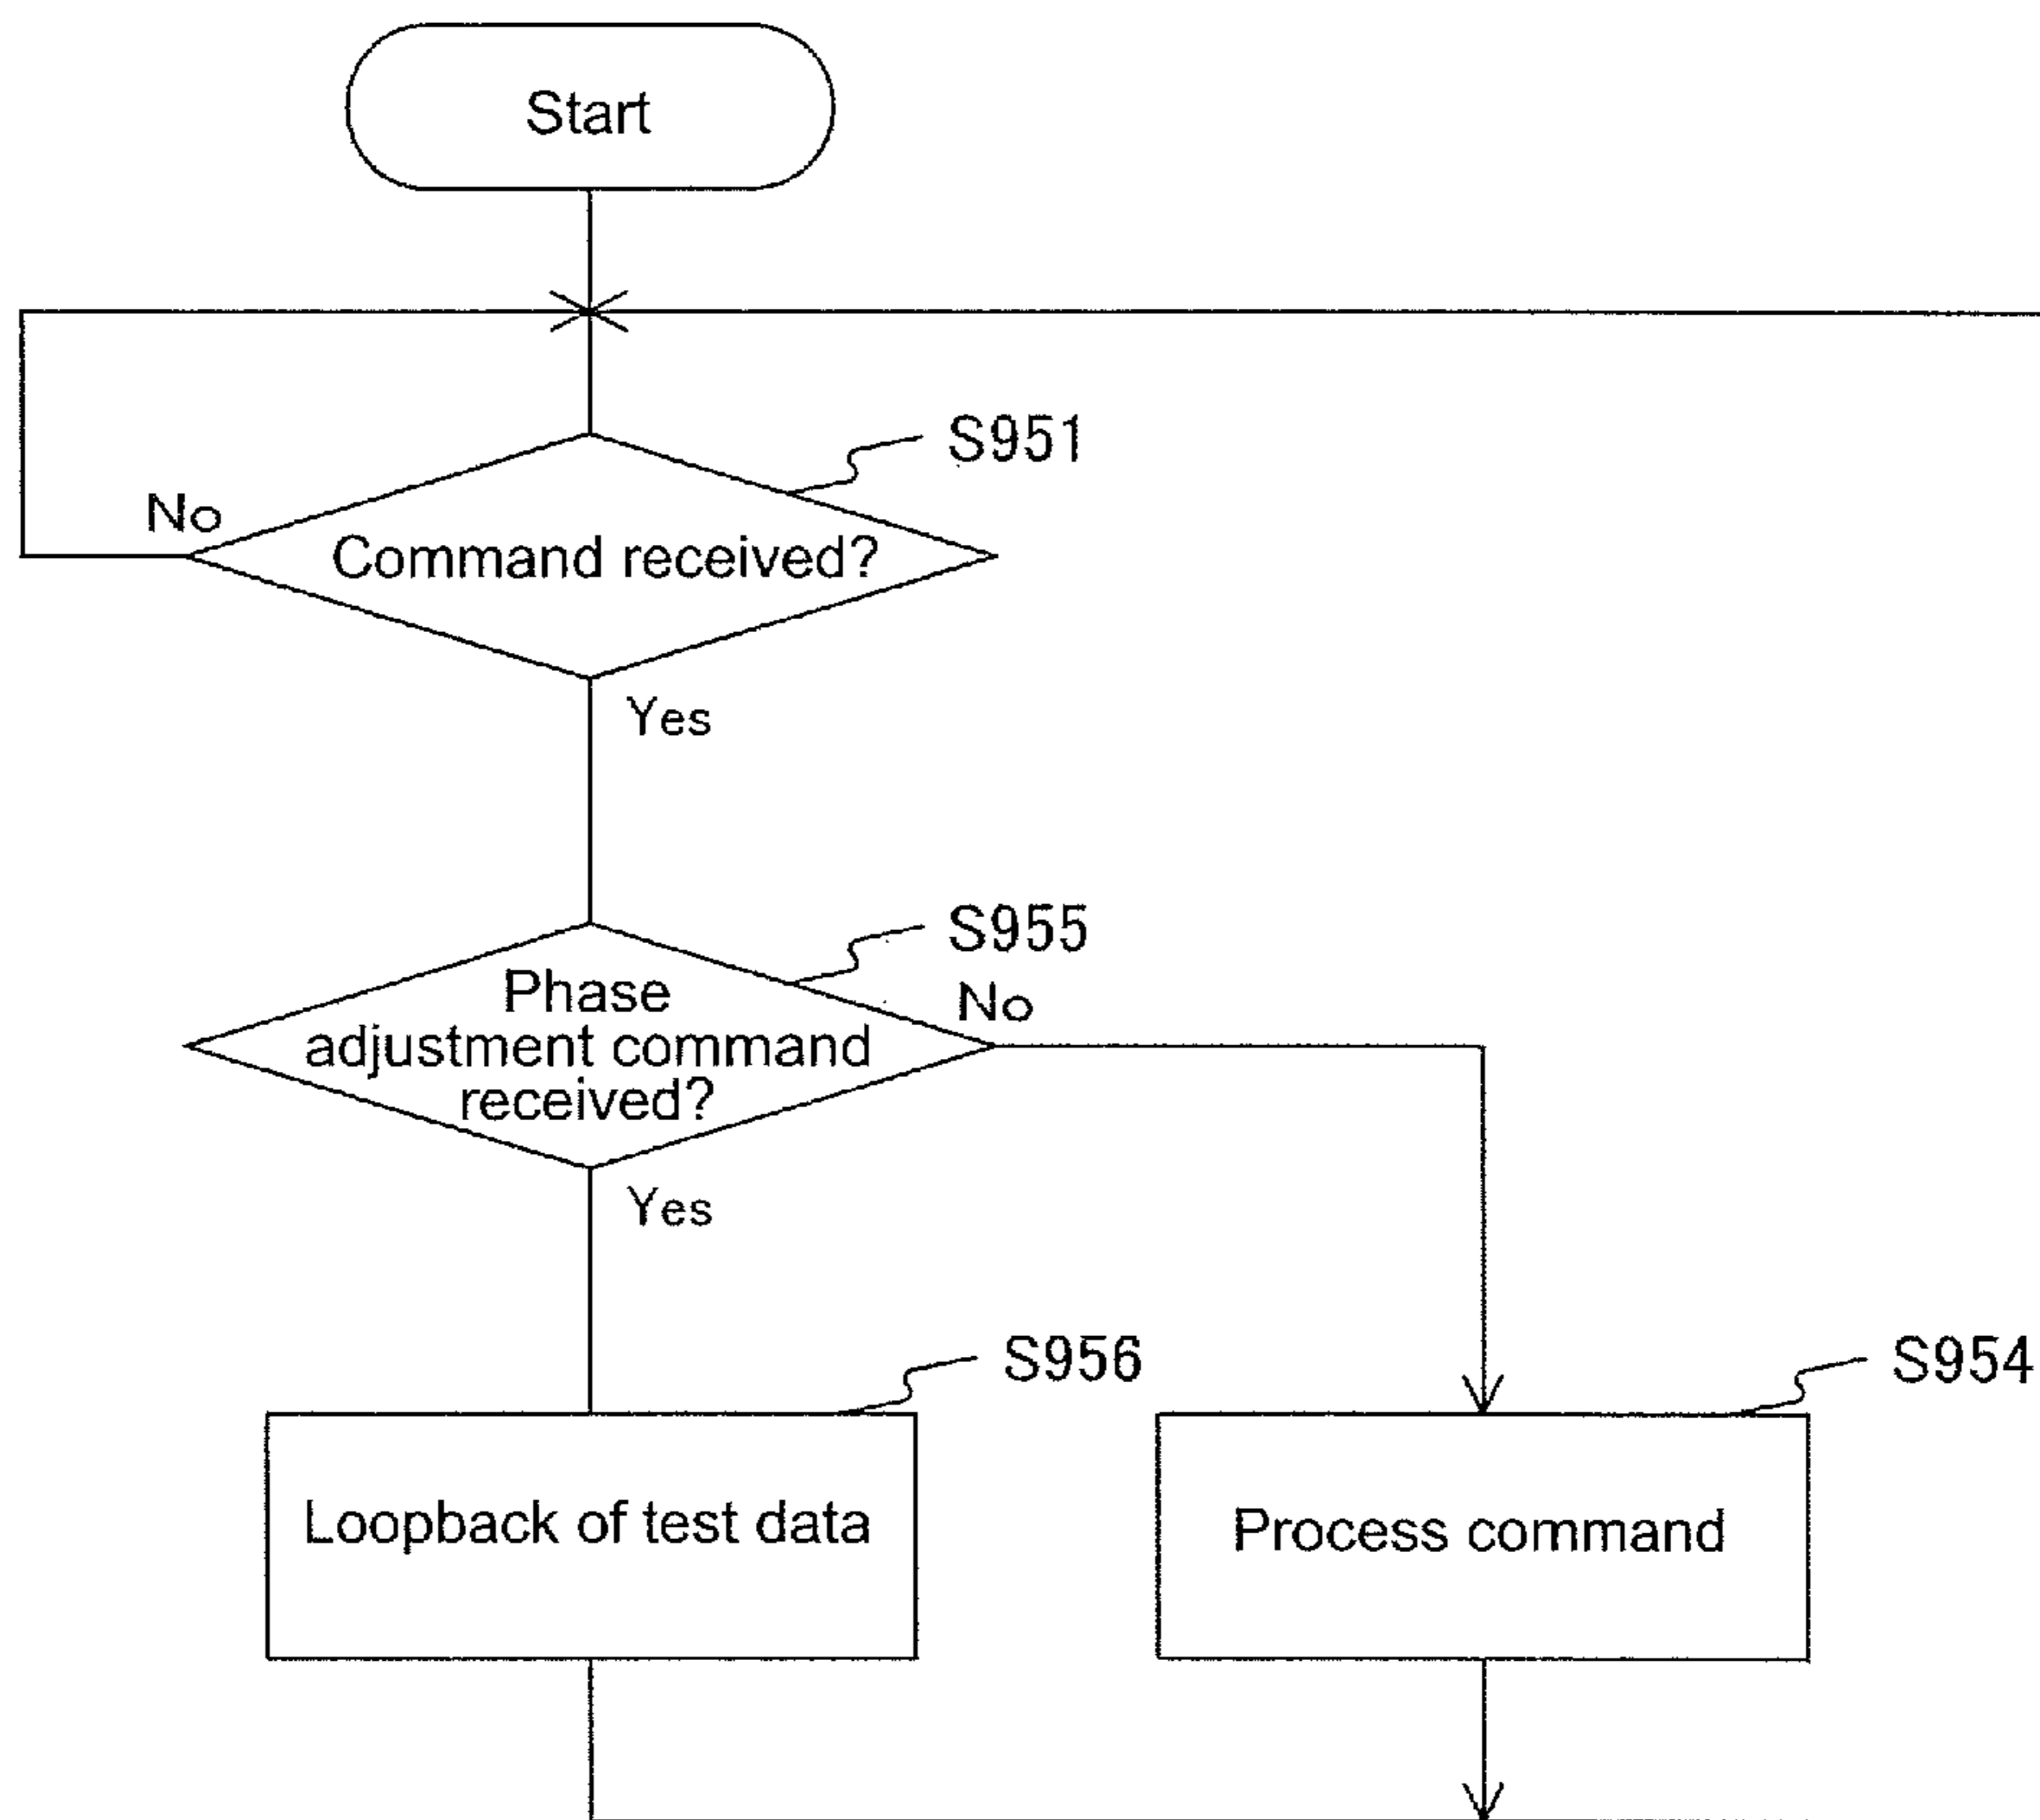 Start
S951
No
Command received?
Yes
S955
Phase
No
adjustment command
received?
Yes
S956
S954
Loopback of test data
Process command